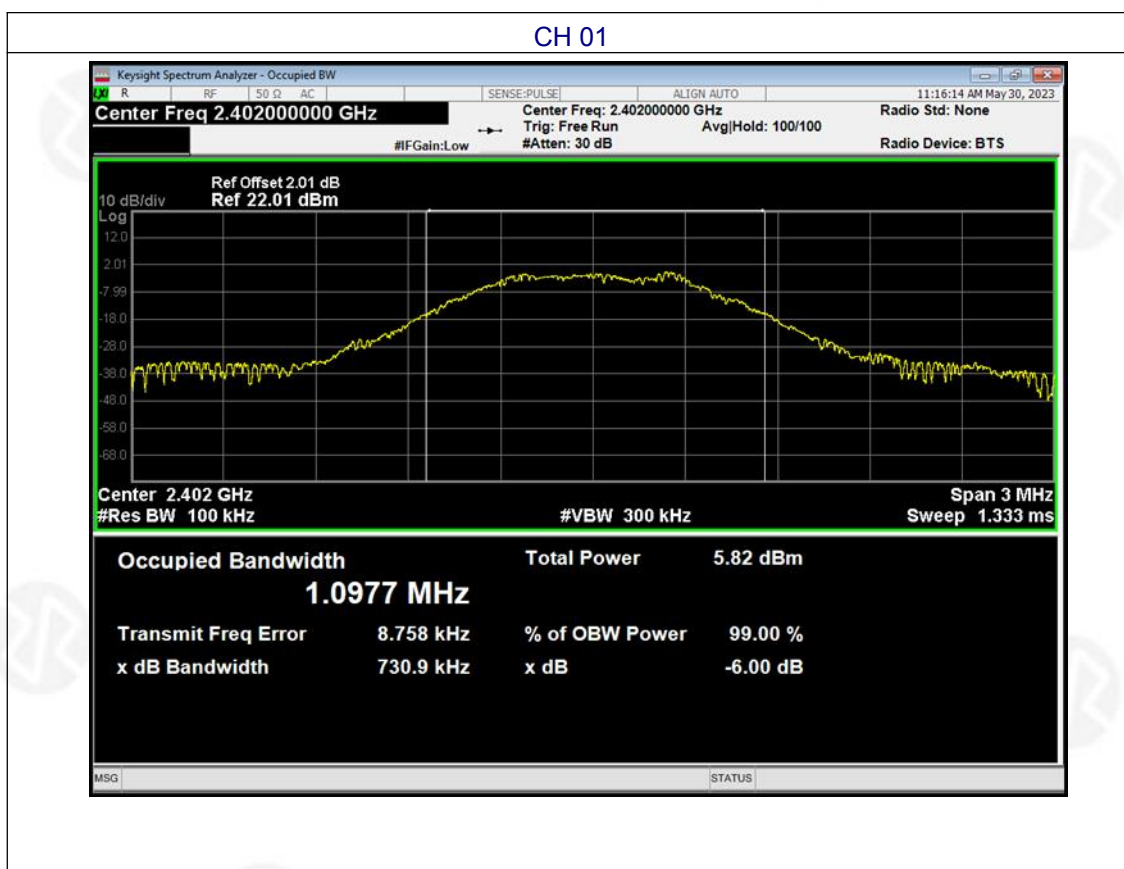 CH 01
Keysight Spectrum Analyzer - Occupied BW
LXI R RF 50 Ω AC SENSE:PULSE ALIGN AUTO 11:16:14 AM May 30, 2023
Center Freq 2.402000000 GHz Center Freq: 2.402000000 GHz Radio Std: None
Trig: Free Run Avg|Hold: 100/100
#IFGain:Low #Atten: 30 dB Radio Device: BTS
Ref Offset 2.01 dB
10 dB/div Ref 22.01 dBm
Log
12.0
2.01
-7.99
-18.0
-28.0
-38.0
-48.0
-58.0
-68.0
Center 2.402 GHz Span 3 MHz
#Res BW 100 kHz #VBW 300 kHz Sweep 1.333 ms
Occupied Bandwidth Total Power 5.82 dBm
1.0977 MHz
Transmit Freq Error 8.758 kHz % of OBW Power 99.00 %
x dB Bandwidth 730.9 kHz x dB -6.00 dB
MSG STATUS